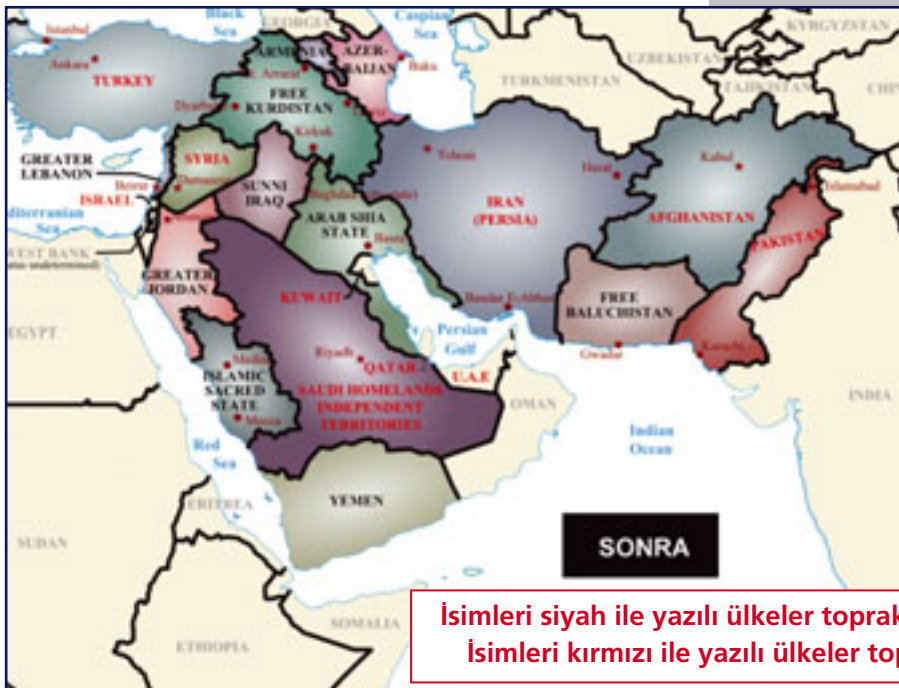 Black
Sea
GEORGIA
Caspian
Sea
KYRGYZSTAN
Istanbul
ARMENIA
AZER-
BAIJAN
UZBEKISTAN
Ankara
Mt. Ararat
Baku
TURKMENISTAN
TAJIKISTAN
TURKEY
FREE
KURDISTAN
Kirkuk
Tehran
Herat
Kabul
Islamabad
GREATER
LEBANON
SYRIA
Beirut
Damascus
SUNNI
IRAQ
ISRAEL
ARAB SHIA
STATE
Basra
IRAN
(PERSIA)
AFGHANISTAN
PAKISTAN
diterranean
Sea
WEST BANK
GREATER
JORDAN
KUWAIT
Bandar E-Abbas
FREE
BALUCHISTAN
EGYPT
Persian
Gulf
Gwadar
Karachi
Riyadh
QATAR
U.A.E
ISLAMIC
SACRED
STATE
SAUDI HOMELANDS
INDEPENDENT
TERRITORIES
OMAN
INDIA
Red
Sea
Indian
Ocean
YEMEN
ERITREA
SUDAN
SONRA
SOMALIA
ETHIOPIA
İsimleri siyah ile yazılı ülkeler toprak
İsimleri kırmızı ile yazılı ülkeler top